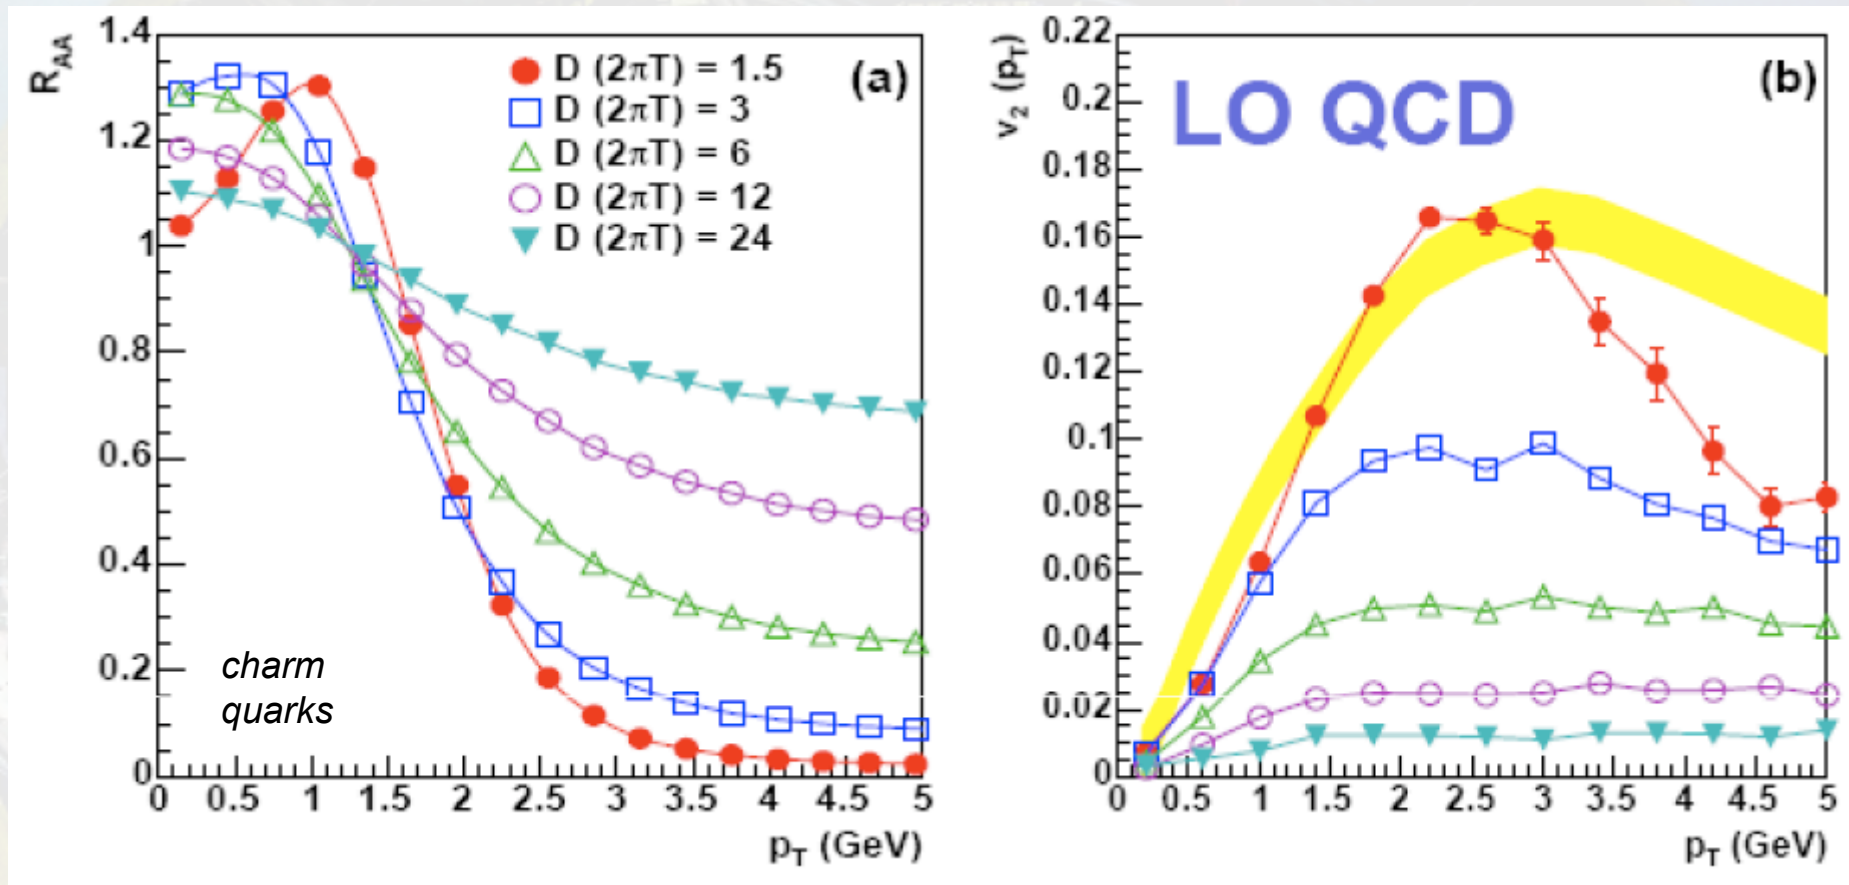 R_AA
1.4
1.2
1
0.8
0.6
0.4
0.2
0
D (2πT) = 1.5
D (2πT) = 3
D (2πT) = 6
D (2πT) = 12
D (2πT) = 24
(a)
charm
quarks
0 0.5 1 1.5 2 2.5 3 3.5 4 4.5 5
p_T (GeV)
v_2 (p_T)
0.22
0.2
0.18
0.16
0.14
0.12
0.1
0.08
0.06
0.04
0.02
0
LO QCD
(b)
0 0.5 1 1.5 2 2.5 3 3.5 4 4.5 5
p_T (GeV)